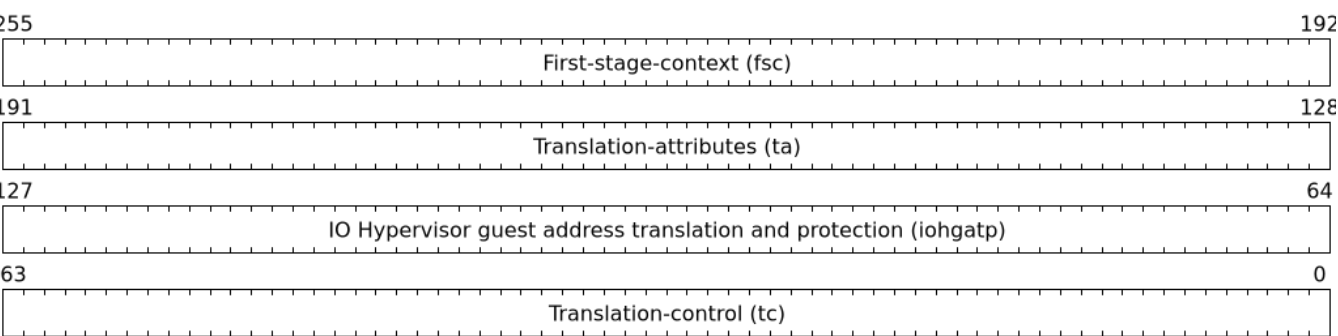 255 192
First-stage-context (fsc)
191 128
Translation-attributes (ta)
127 64
IO Hypervisor guest address translation and protection (iohgatp)
63 0
Translation-control (tc)